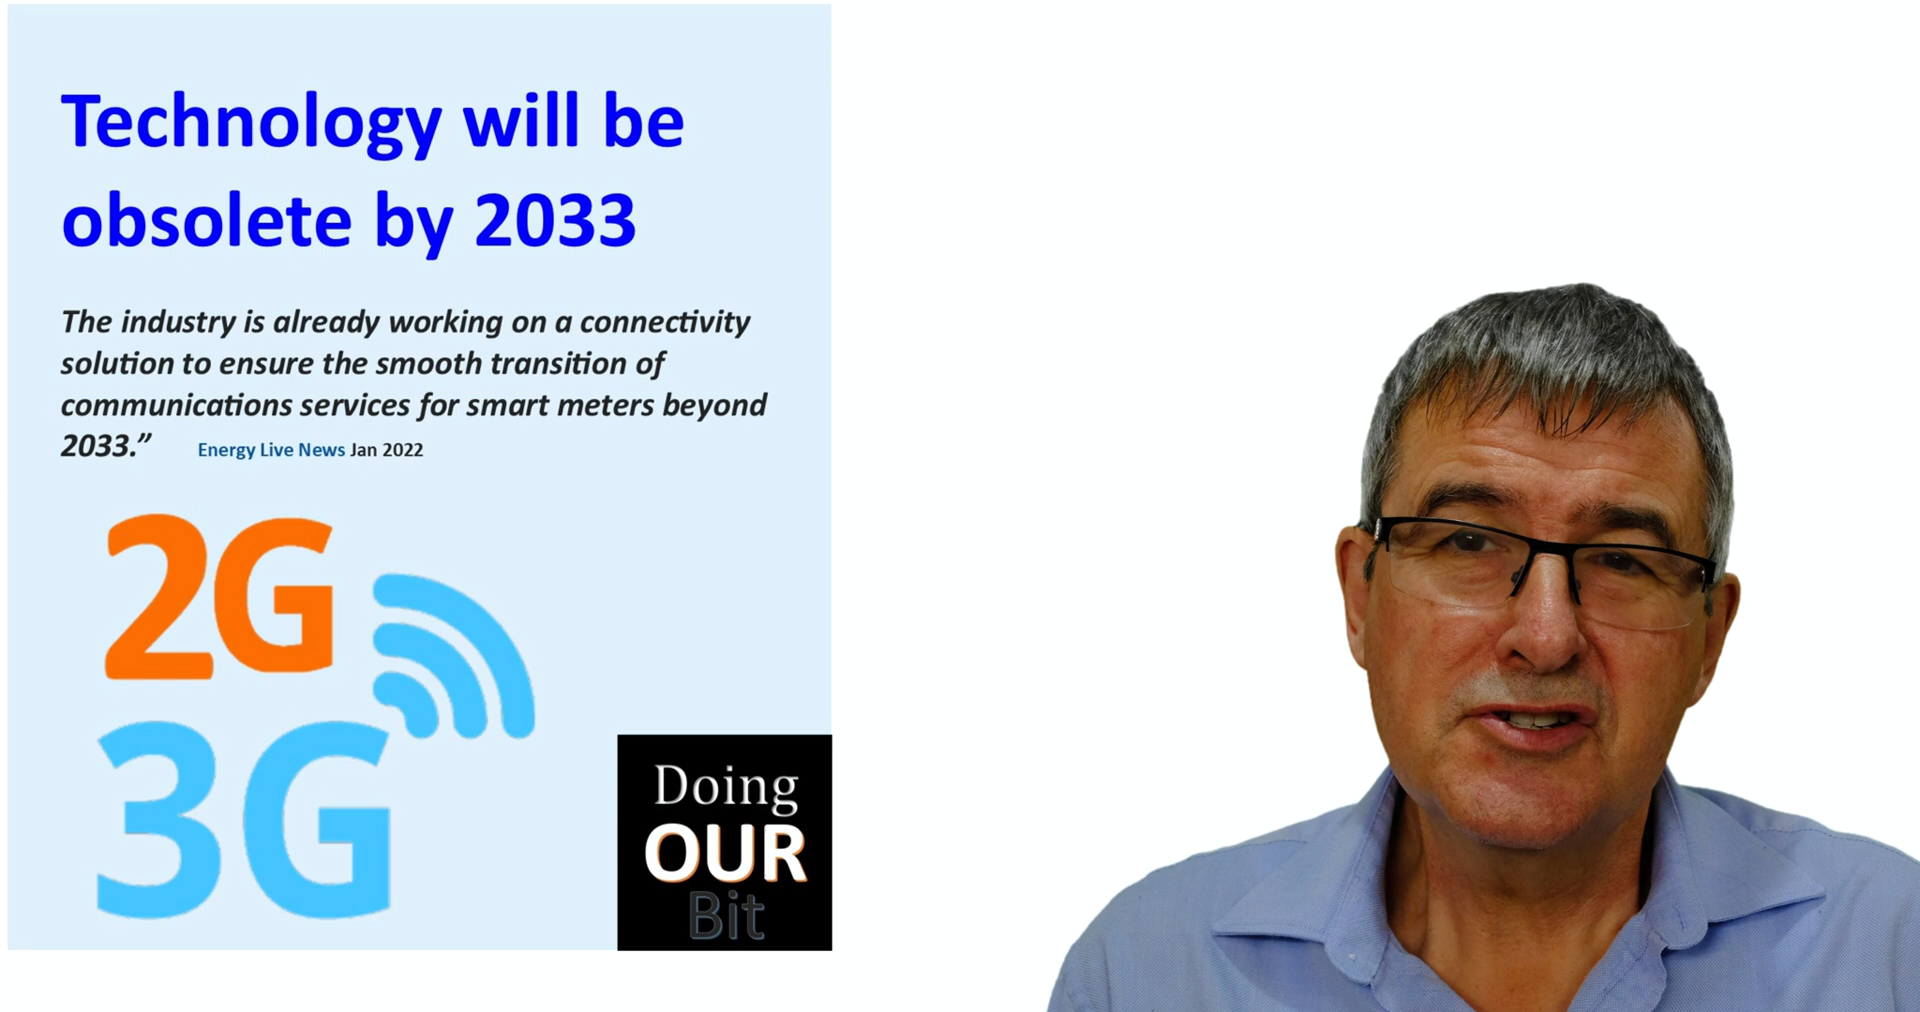 Technology will be
obsolete by 2033
The industry is already working on a connectivity
solution to ensure the smooth transition of
communications services for smart meters beyond
2033.” Energy Live News Jan 2022
2G
3G
Doing
OUR
Bit